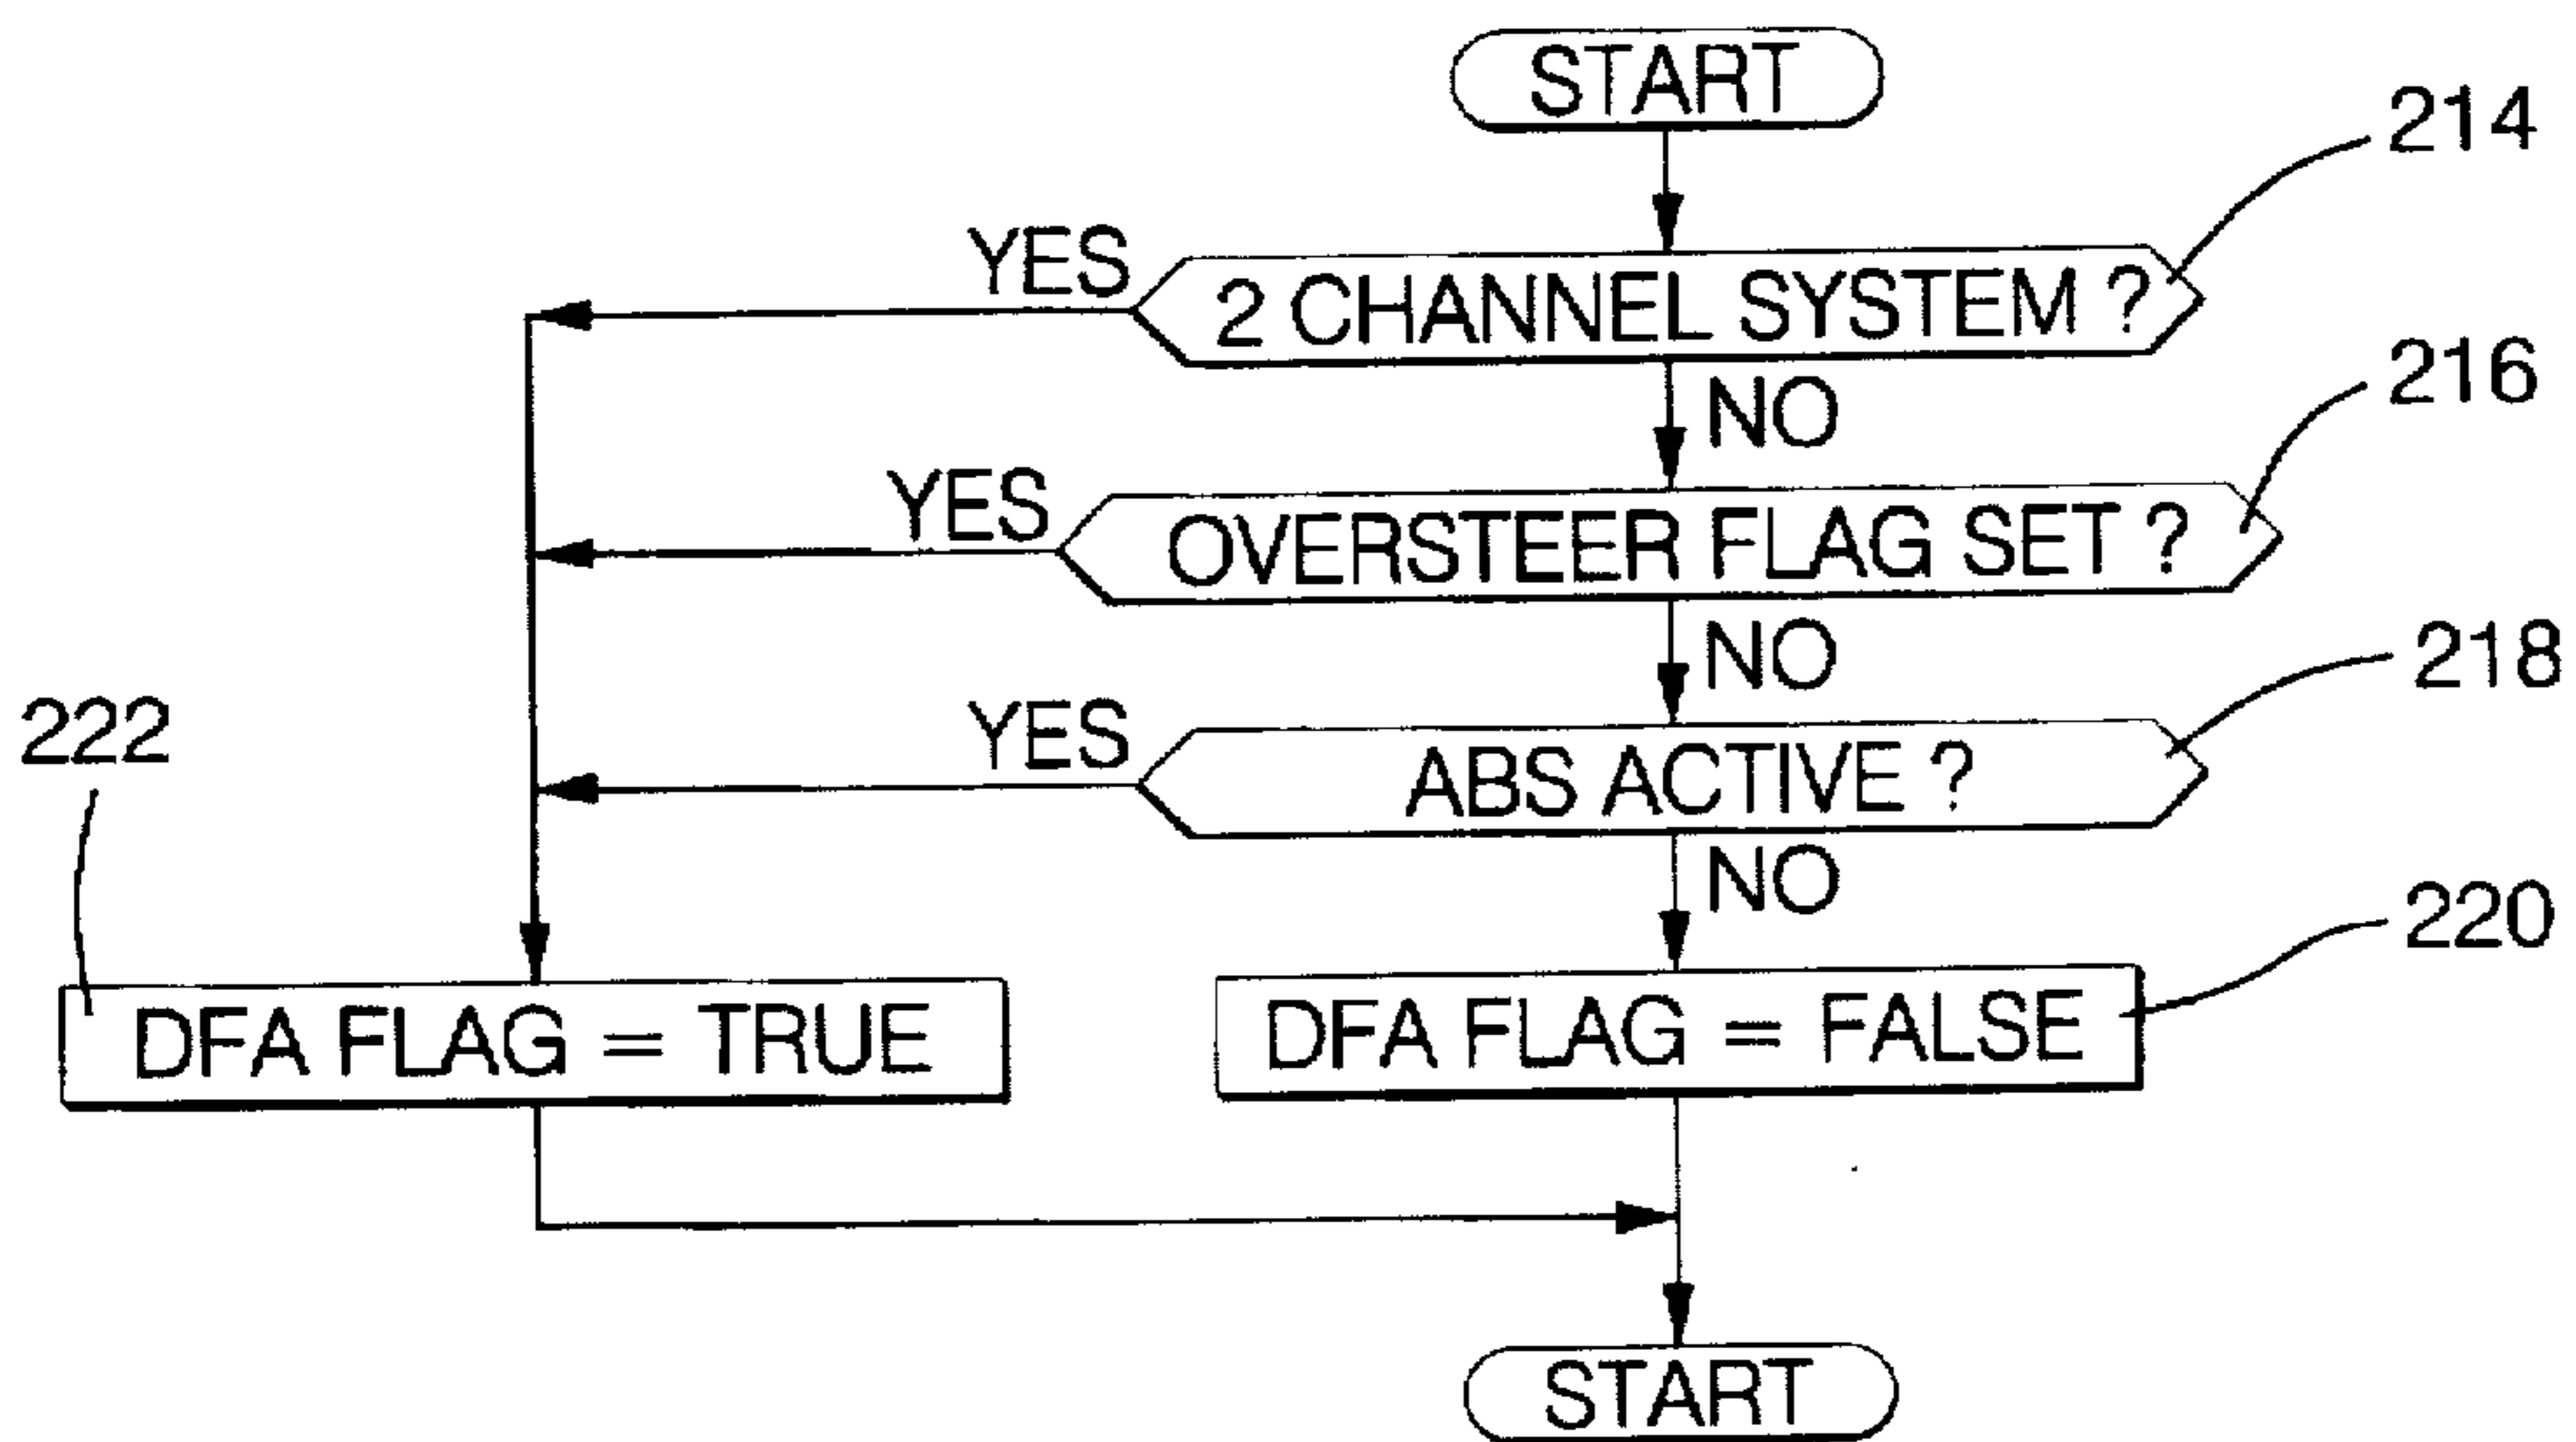 START
214
YES
2 CHANNEL SYSTEM ?
NO
216
YES
OVERSTEER FLAG SET ?
NO
218
YES
ABS ACTIVE ?
NO
222
220
DFA FLAG = TRUE
DFA FLAG = FALSE
START